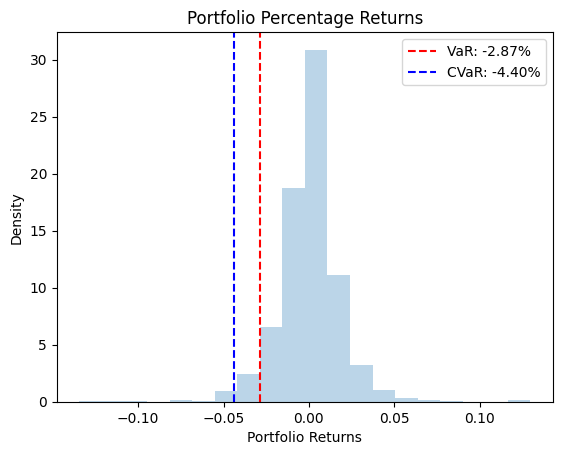 Portfolio Percentage Returns
VaR: -2.87%
CVaR: -4.40%
Density
30
25
20
15
10
5
0
−0.10
−0.05
0.00
0.05
0.10
Portfolio Returns